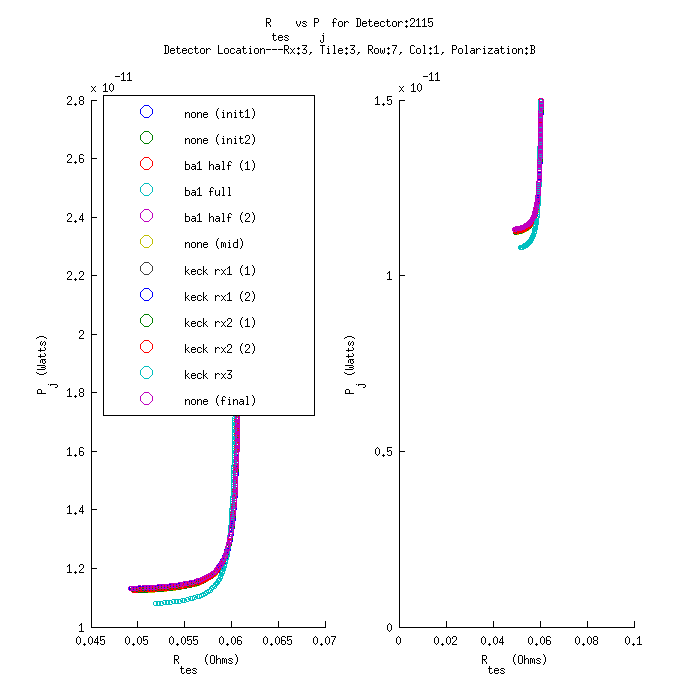 R tes vs P j for Detector:2115
Detector Location---Rx:3, Tile:3, Row:7, Col:1, Polarization:B
x 10^-11
2.8
2.6
2.4
2.2
2
1.8
1.6
1.4
1.2
1
P j (Watts)
none (init1)
none (init2)
ba1 half (1)
ba1 full
ba1 half (2)
none (mid)
keck rx1 (1)
keck rx1 (2)
keck rx2 (1)
keck rx2 (2)
keck rx3
none (final)
0.045 0.05 0.055 0.06 0.065 0.07
R tes (Ohms)
x 10^-11
1.5
1
0.5
0
P j (Watts)
0 0.02 0.04 0.06 0.08 0.1
R tes (Ohms)